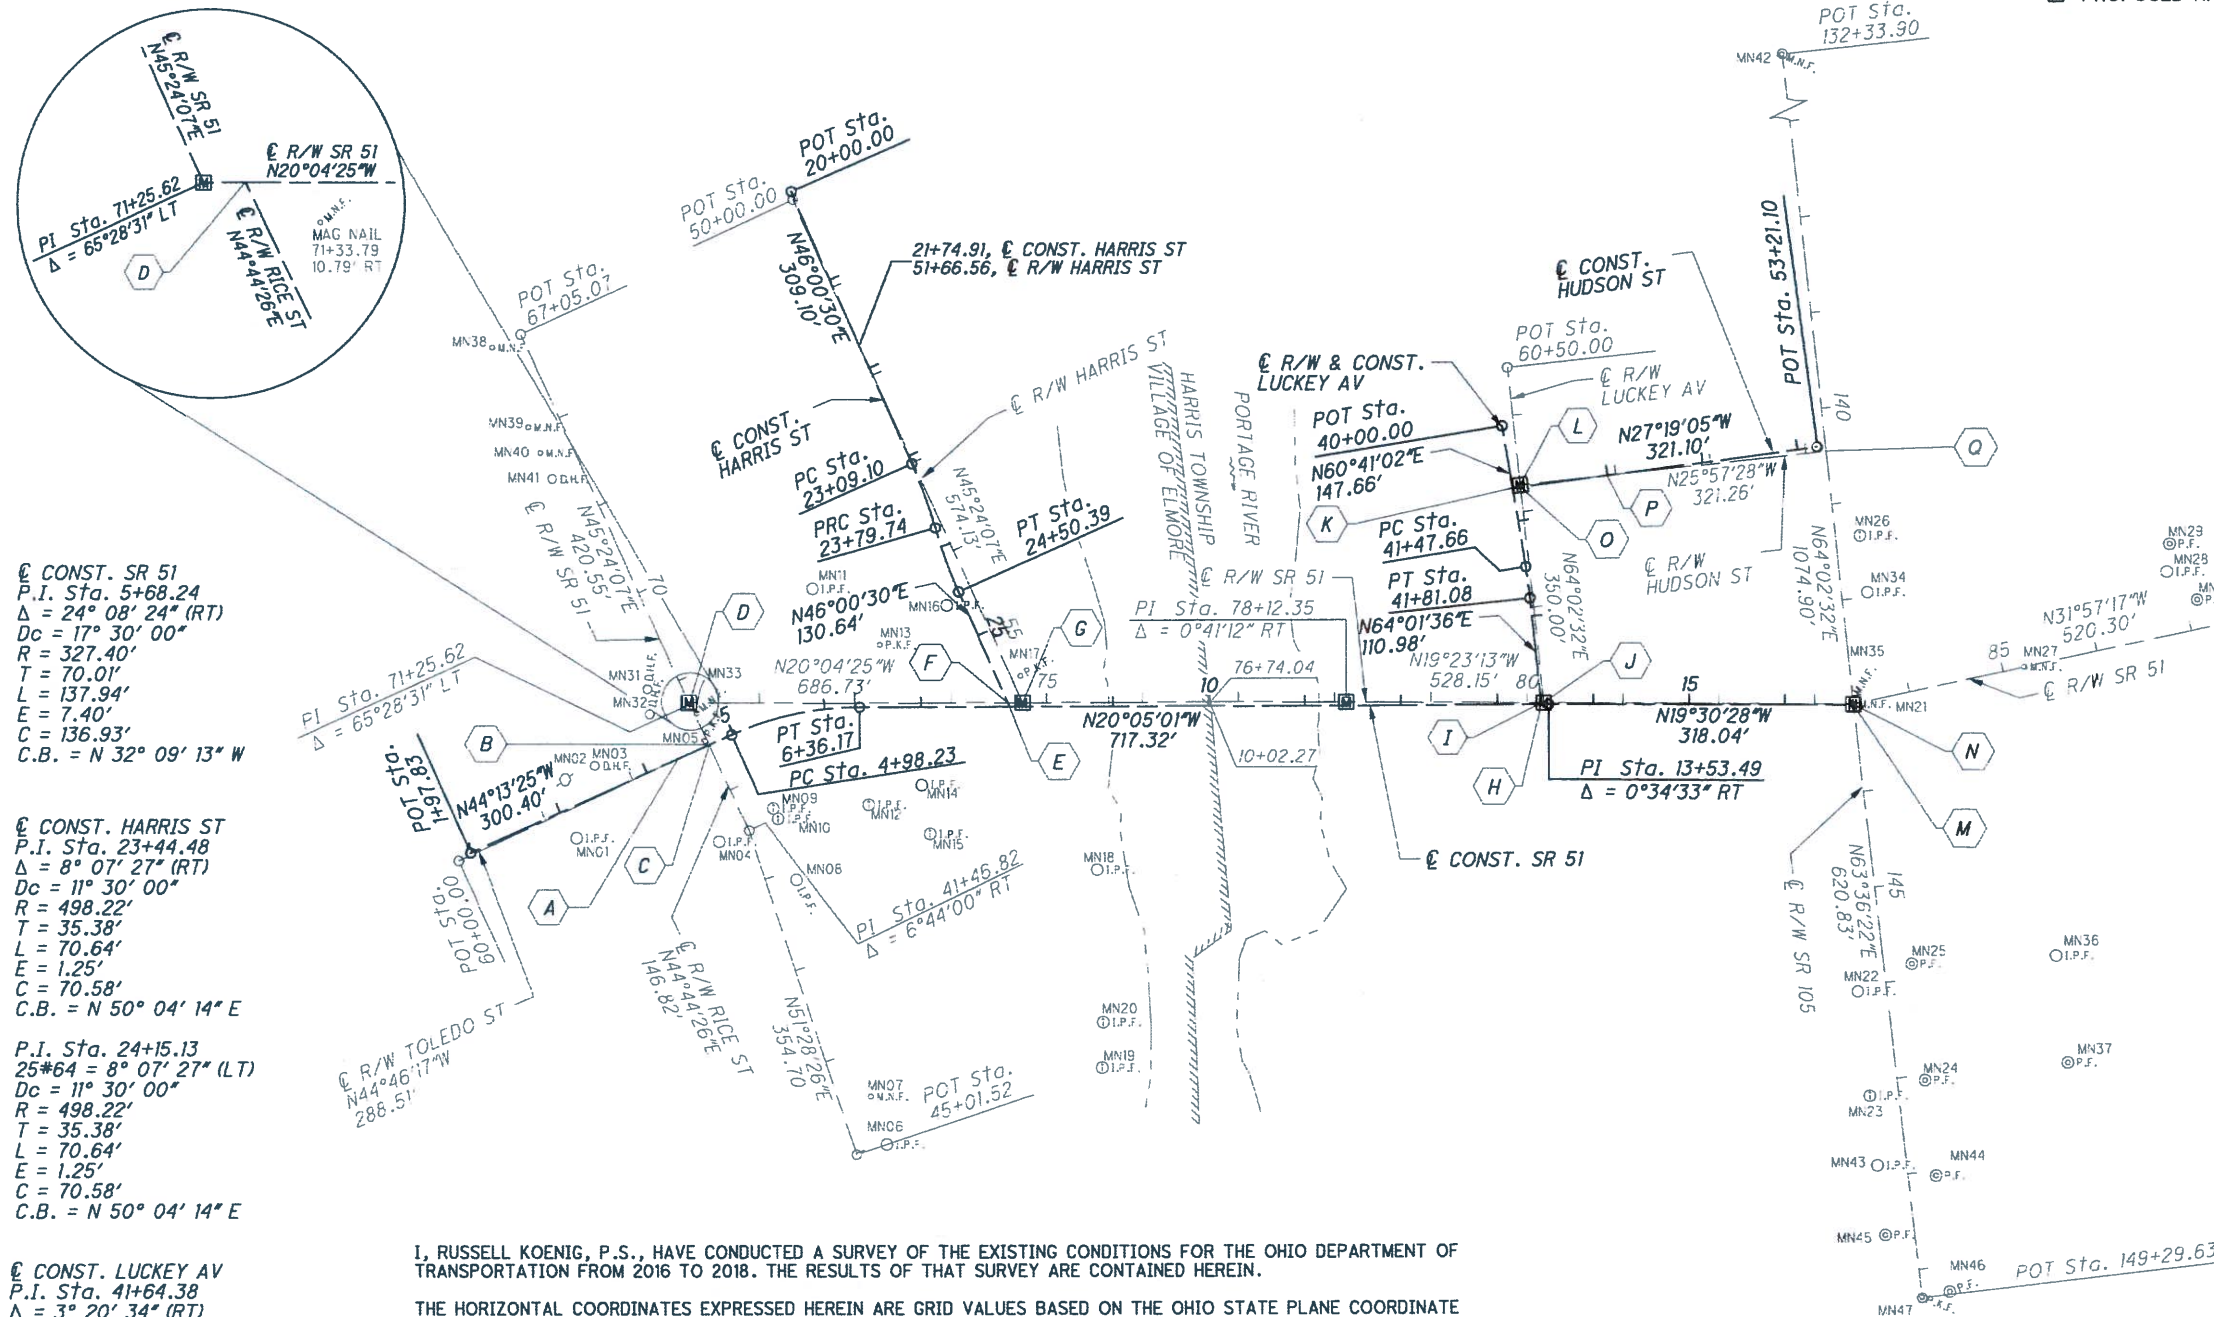 ℄ R/W SR 51
N45°24'07"E
℄ R/W SR 51
N20°04'25"W
PI Sta. 71+25.62
Δ = 65°28'31" LT
℄ R/W RICE ST
N44°44'26"E
M.N.F.
MAG NAIL
71+33.79
10.79' RT
D
POT Sta.
132+33.90
MN42
M.N.F.
POT Sta.
20+00.00
POT Sta.
50+00.00
N46°00'30"E
309.10'
21+74.91, ℄ CONST. HARRIS ST
51+66.56, ℄ R/W HARRIS ST
POT Sta.
67+05.07
MN38 M.N.F.
MN39 M.N.F.
MN40 M.N.F.
MN41 D.H.F.
℄ R/W SR 51
N45°24'07"E
420.55'
70
℄ CONST.
HARRIS ST
℄ R/W HARRIS ST
PC Sta.
23+09.10
PRC Sta.
23+79.74
N45°24'07"E
574.13'
PT Sta.
24+50.39
HARRIS TOWNSHIP
VILLAGE OF ELMORE
PORTAGE RIVER
℄ R/W & CONST.
LUCKEY AV
POT Sta.
40+00.00
N60°41'02"E
147.66'
POT Sta.
60+50.00
℄ R/W
LUCKEY AV
℄ CONST.
HUDSON ST
POT Sta. 53+21.10
140
L
N27°19'05"W
321.10'
N25°57'28"W
321.26'
Q
K
P
O
PC Sta.
41+47.66
PT Sta.
41+81.08
N64°01'36"E
110.98'
N64°02'32"E
350.00'
℄ R/W
HUDSON ST
N64°02'32"E
1074.90'
MN26
I.P.F.
MN29
P.F.
MN28
I.P.F.
MN34
I.P.F.
N31°57'17"W
520.30'
85
MN27
M.N.F.
℄ R/W SR 51
MN35
M.N.F.
M.N.F.
MN21
℄ CONST. SR 51
P.I. Sta. 5+68.24
Δ = 24° 08' 24" (RT)
Dc = 17° 30' 00"
R = 327.40'
T = 70.01'
L = 137.94'
E = 7.40'
C = 136.93'
C.B. = N 32° 09' 13" W
PI Sta. 71+25.62
Δ = 65°28'31" LT
MN31
D.H.F.
MN32
D.H.F.
MN33
M.N.F.
D
MN11
I.P.F.
N46°00'30"E
130.64'
MN16 I.P.F.
MN13
P.K.F.
25
55
MN17
P.K.F.
F
G
75
N20°04'25"W
686.73'
℄ R/W SR 51
PI Sta. 78+12.35
Δ = 0°41'12" RT
76+74.04
10
N19°23'13"W
528.15'
80
J
15
N19°30'28"W
318.04'
N20°05'01"W
717.32'
10+02.27
PI Sta. 13+53.49
Δ = 0°34'33" RT
I
H
N
M
℄ CONST. SR 51
E
B
MN05
P.K.F.
5
PT Sta.
6+36.17
PC Sta. 4+98.23
POT Sta.
1+97.83
N44°13'25"W
300.40'
MN02
MN03
D.H.F.
MN01
I.P.F.
A
C
MN04
I.P.F.
MN09
I.P.F.
MN10
I.P.F.
MN12
I.P.F.
MN14
I.P.F.
MN15
I.P.F.
MN08
I.P.F.
PI Sta. 41+46.82
Δ = 6°44'00" RT
MN18
I.P.F.
POT Sta.
60+00.00
℄ R/W TOLEDO ST
N44°46'17"W
288.51'
℄ R/W RICE ST
N44°44'26"E
146.82'
N51°28'26"E
354.70
MN20
I.P.F.
MN19
I.P.F.
MN07
M.N.F.
POT Sta.
45+01.52
MN06
I.P.F.
℄ R/W SR 105
N63°36'22"E
620.83'
145
MN25
P.F.
MN22
I.P.F.
MN36
I.P.F.
MN24
P.F.
MN23
I.P.F.
MN37
P.F.
MN43 I.P.F.
MN44
P.F.
MN45 P.F.
MN46
P.F.
MN47
P.K.F.
POT Sta. 149+29.63
℄ CONST. HARRIS ST
P.I. Sta. 23+44.48
Δ = 8° 07' 27" (RT)
Dc = 11° 30' 00"
R = 498.22'
T = 35.38'
L = 70.64'
E = 1.25'
C = 70.58'
C.B. = N 50° 04' 14" E
P.I. Sta. 24+15.13
25#64 = 8° 07' 27" (LT)
Dc = 11° 30' 00"
R = 498.22'
T = 35.38'
L = 70.64'
E = 1.25'
C = 70.58'
C.B. = N 50° 04' 14" E
℄ CONST. LUCKEY AV
P.I. Sta. 41+64.38
Δ = 3° 20' 34" (RT)
I, RUSSELL KOENIG, P.S., HAVE CONDUCTED A SURVEY OF THE EXISTING CONDITIONS FOR THE OHIO DEPARTMENT OF
TRANSPORTATION FROM 2016 TO 2018. THE RESULTS OF THAT SURVEY ARE CONTAINED HEREIN.
THE HORIZONTAL COORDINATES EXPRESSED HEREIN ARE GRID VALUES BASED ON THE OHIO STATE PLANE COORDINATE